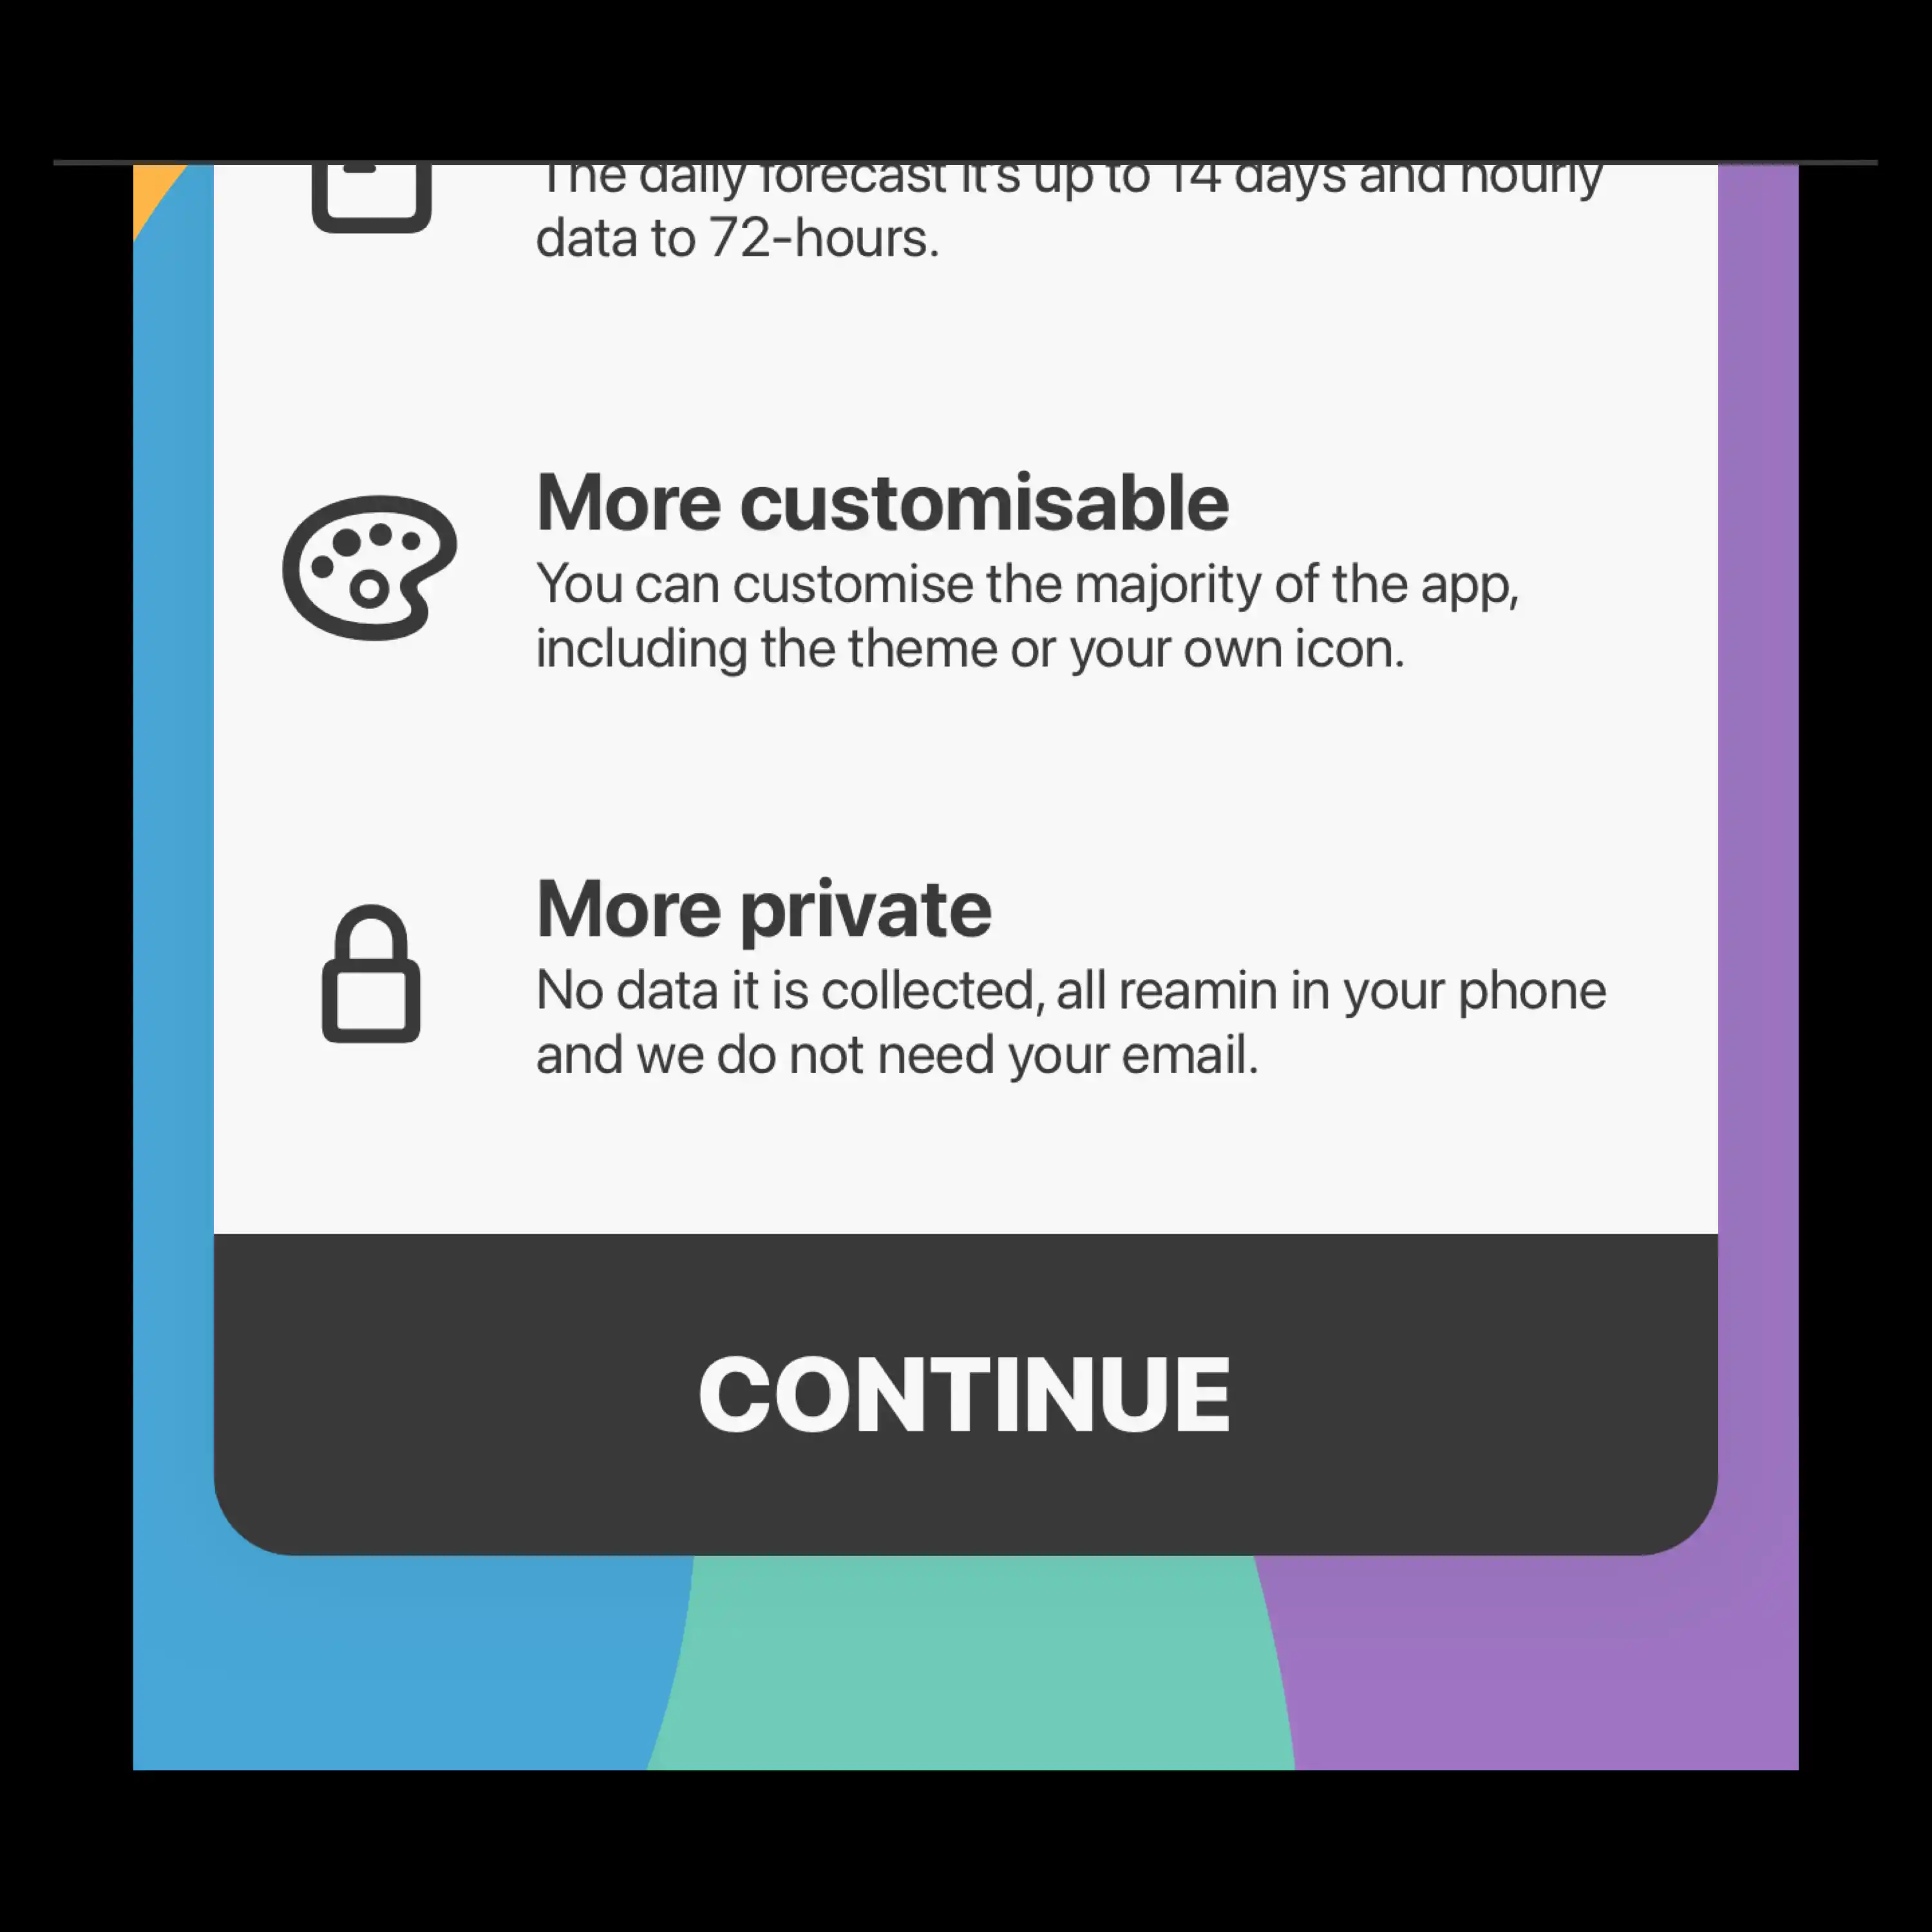 The daily forecast it's up to 14 days and hourly
data to 72-hours.
More customisable
You can customise the majority of the app,
including the theme or your own icon.
More private
No data it is collected, all reamin in your phone
and we do not need your email.
CONTINUE